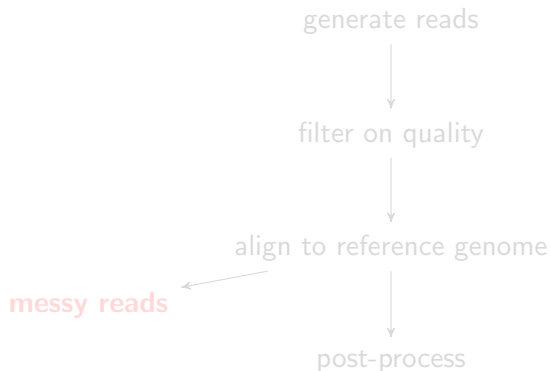 generate reads
filter on quality
align to reference genome
messy reads
post-process